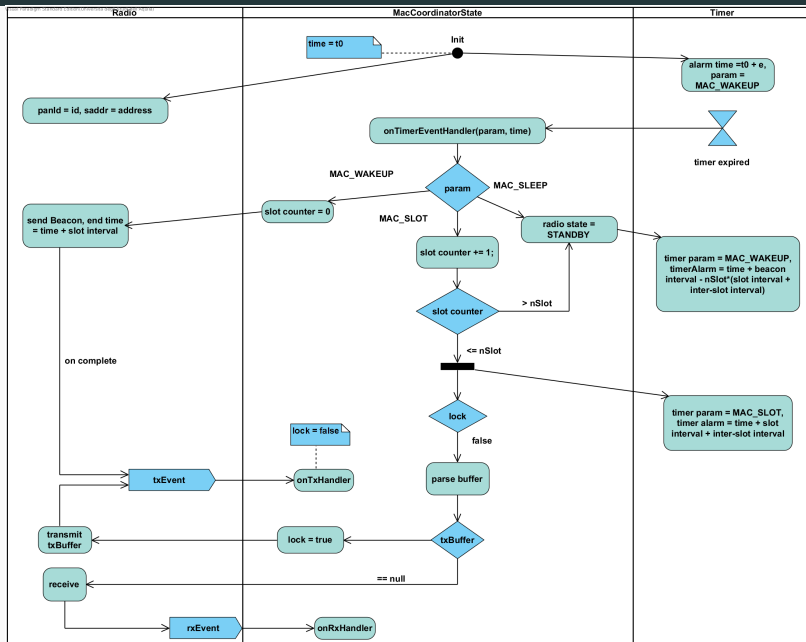 Radio
MacCoordinatorState
Timer
time = t0
Init
alarm time =t0 + e,
param =
MAC_WAKEUP
panId = id, saddr = address
onTimerEventHandler(param, time)
timer expired
MAC_WAKEUP
param
MAC_SLEEP
slot counter = 0
MAC_SLOT
send Beacon, end time
= time + slot interval
radio state =
STANDBY
slot counter += 1;
timer param = MAC_WAKEUP,
timerAlarm = time + beacon
interval - nSlot*(slot interval +
inter-slot interval)
slot counter
> nSlot
<= nSlot
on complete
lock
timer param = MAC_SLOT,
timer alarm = time + slot
interval + inter-slot interval
lock = false
false
txEvent
onTxHandler
parse buffer
transmit
txBuffer
lock = true
txBuffer
receive
== null
rxEvent
onRxHandler